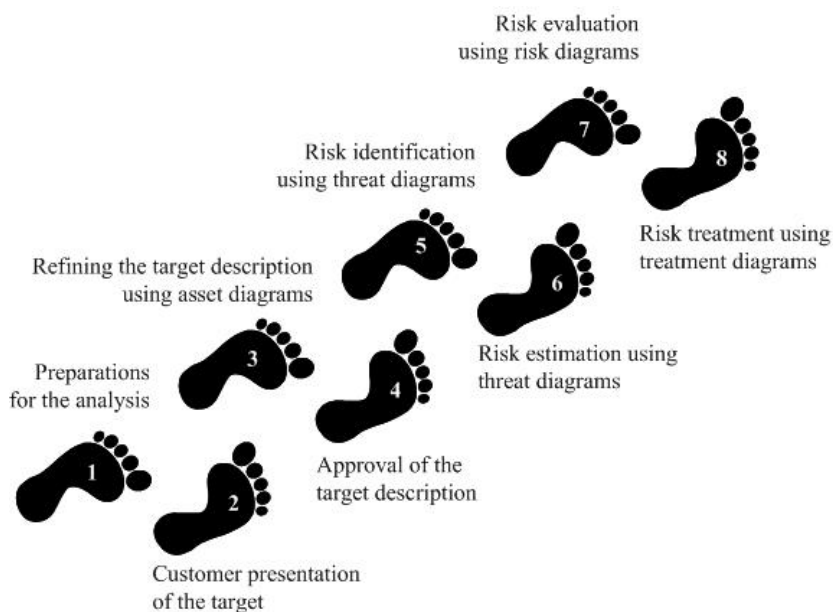 Risk evaluation
using risk diagrams
7
8
Risk identification
using threat diagrams
Risk treatment using
treatment diagrams
5
6
Refining the target description
using asset diagrams
Risk estimation using
threat diagrams
3
4
Preparations
for the analysis
Approval of the
target description
1
2
Customer presentation
of the target